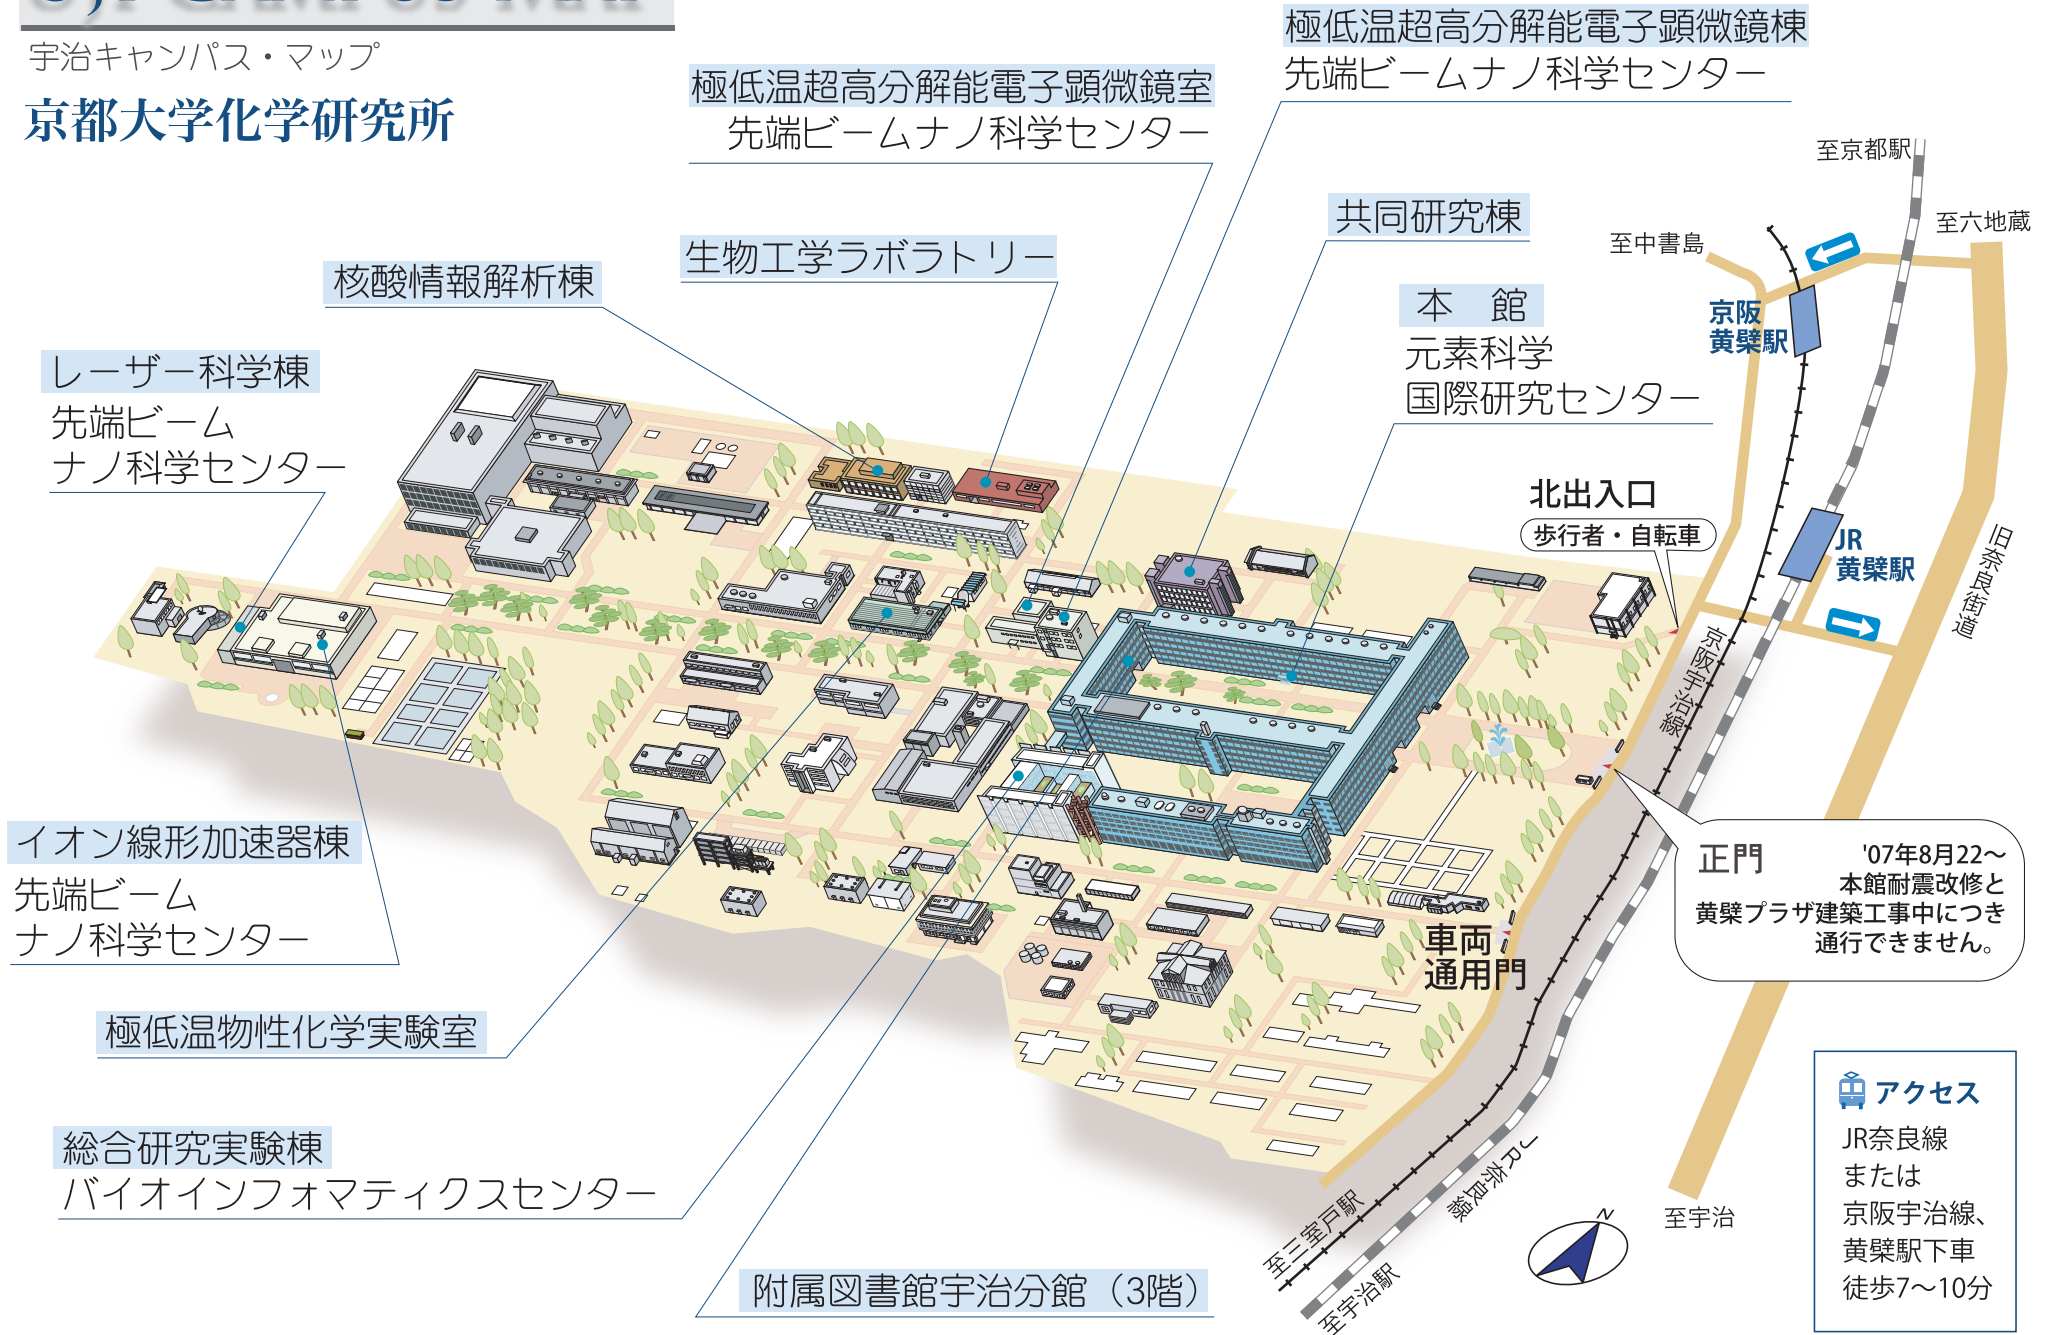 宇治キャンパス・マップ
京都大学化学研究所
極低温超高分解能電子顕微鏡棟
先端ビームナノ科学センター
極低温超高分解能電子顕微鏡室
先端ビームナノ科学センター
共同研究棟
生物工学ラボラトリー
核酸情報解析棟
本　館
元素科学
国際研究センター
レーザー科学棟
先端ビーム
ナノ科学センター
イオン線形加速器棟
先端ビーム
ナノ科学センター
極低温物性化学実験室
総合研究実験棟
バイオインフォマティクスセンター
附属図書館宇治分館（3階）
至京都駅
至六地蔵
至中書島
京阪
黄檗駅
北出入口
歩行者・自転車
JR
黄檗駅
旧奈良街道
京阪宇治線
正門
'07年8月22～
本館耐震改修と
黄檗プラザ建築工事中につき
通行できません。
車両
通用門
JR奈良線
至三室戸駅
至宇治駅
至宇治
N
アクセス
JR奈良線
または
京阪宇治線、
黄檗駅下車
徒歩7～10分